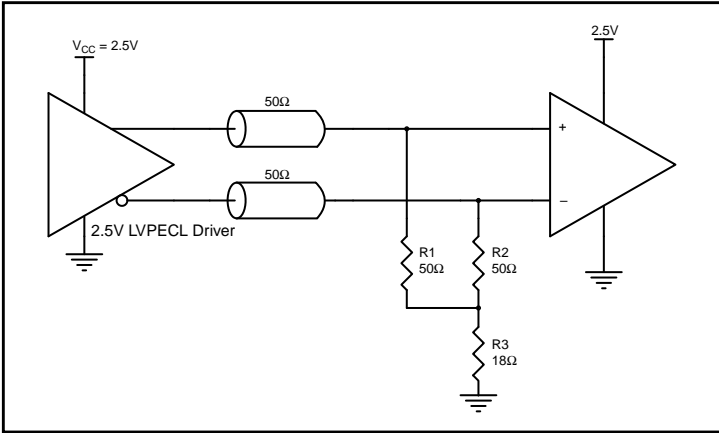 V_CC = 2.5V
2.5V
50Ω
+
50Ω
–
2.5V LVPECL Driver
R1
50Ω
R2
50Ω
R3
18Ω